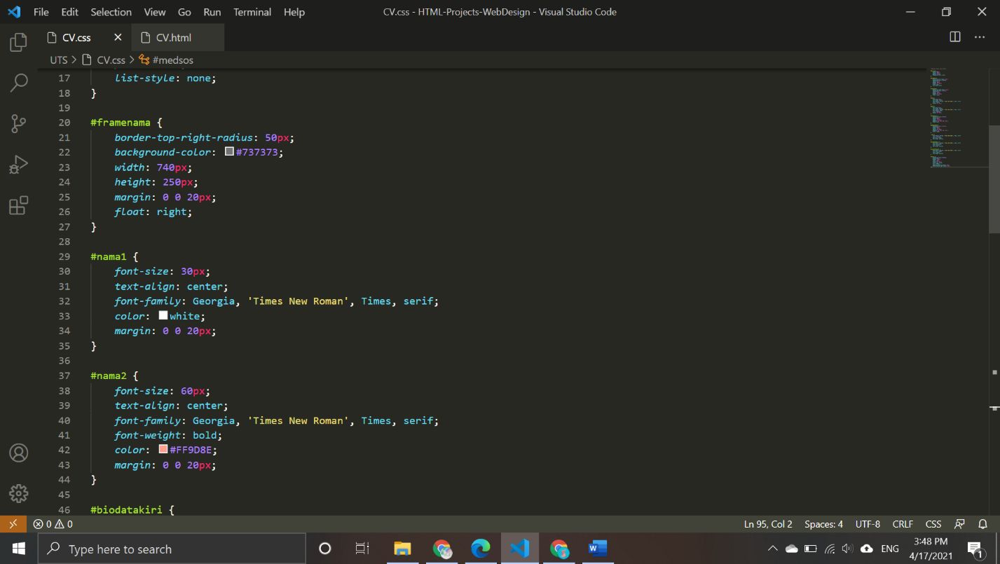 File Edit Selection View Go Run Terminal Help CV.css - HTML-Projects-WebDesign - Visual Studio Code
CV.css CV.html
UTS > CV.css > #medsos
17 list-style: none;
18 }
19
20 #framenama {
21 border-top-right-radius: 50px;
22 background-color: #737373;
23 width: 740px;
24 height: 250px;
25 margin: 0 0 20px;
26 float: right;
27 }
28
29 #nama1 {
30 font-size: 30px;
31 text-align: center;
32 font-family: Georgia, 'Times New Roman', Times, serif;
33 color: white;
34 margin: 0 0 20px;
35 }
36
37 #nama2 {
38 font-size: 60px;
39 text-align: center;
40 font-family: Georgia, 'Times New Roman', Times, serif;
41 font-weight: bold;
42 color: #FF9D8E;
43 margin: 0 0 20px;
44 }
45
46 #biodatakiri {
0 0 Ln 95, Col 2 Spaces: 4 UTF-8 CRLF CSS
Type here to search ENG 3:48 PM
4/17/2021 1